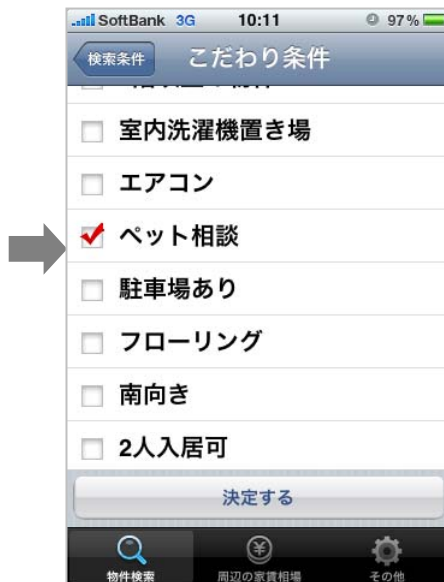 SoftBank 3G 10:11 97%
検索条件 こだわり条件
室内洗濯機置き場
エアコン
ペット相談
駐車場あり
フローリング
南向き
2人入居可
決定する
物件検索 周辺の家賃相場 その他